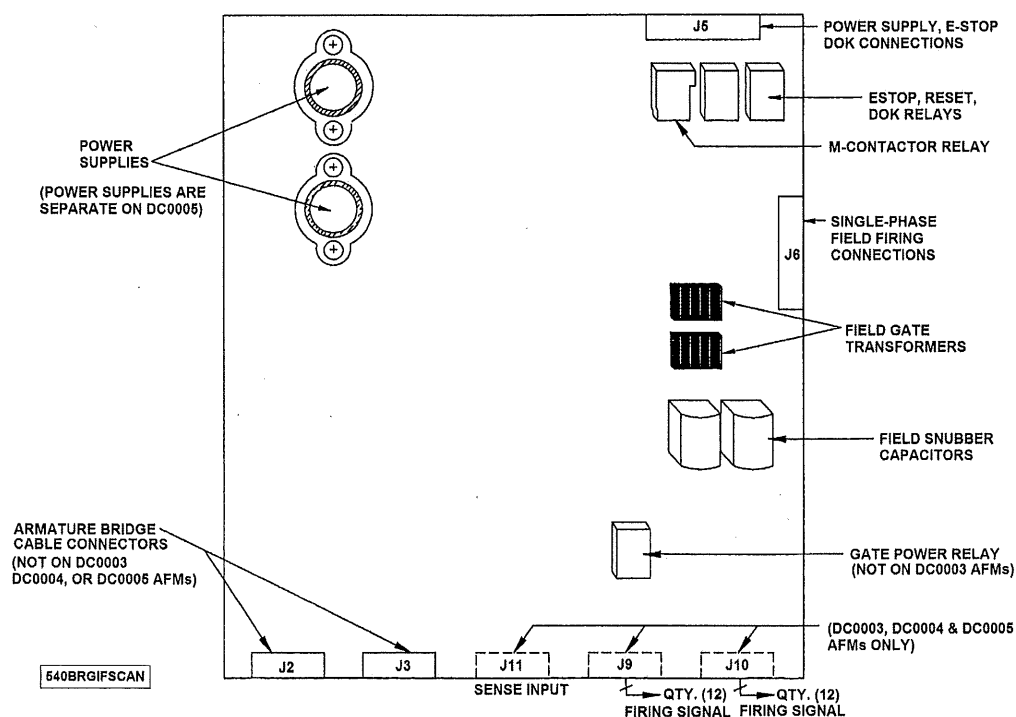 J5
POWER SUPPLY, E-STOP
DOK CONNECTIONS
ESTOP, RESET,
DOK RELAYS
M-CONTACTOR RELAY
POWER
SUPPLIES
(POWER SUPPLIES ARE
SEPARATE ON DC0005)
J6
SINGLE-PHASE
FIELD FIRING
CONNECTIONS
FIELD GATE
TRANSFORMERS
FIELD SNUBBER
CAPACITORS
ARMATURE BRIDGE
CABLE CONNECTORS
(NOT ON DC0003
DC0004, OR DC0005 AFMs)
GATE POWER RELAY
(NOT ON DC0003 AFMs)
(DC0003, DC0004 & DC0005
AFMs ONLY)
J2
J3
J11
J9
J10
540BRGIFSCAN
SENSE INPUT
QTY. (12)
FIRING SIGNAL
QTY. (12)
FIRING SIGNAL